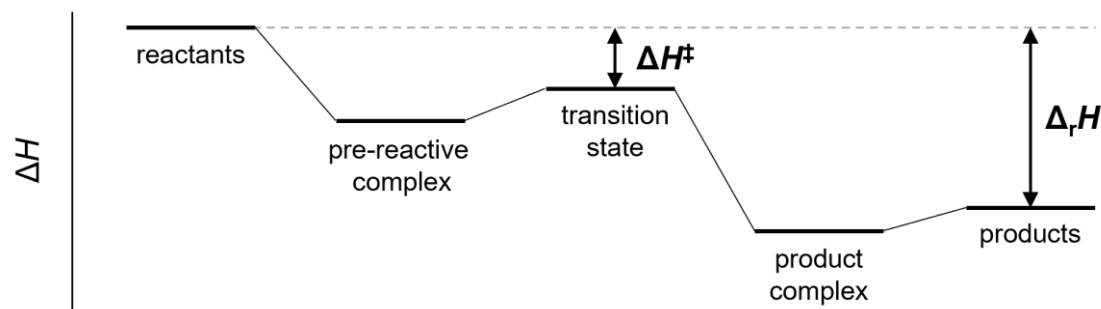 reactants
ΔH‡
pre-reactive
complex
transition
state
ΔrH
ΔH
product
complex
products